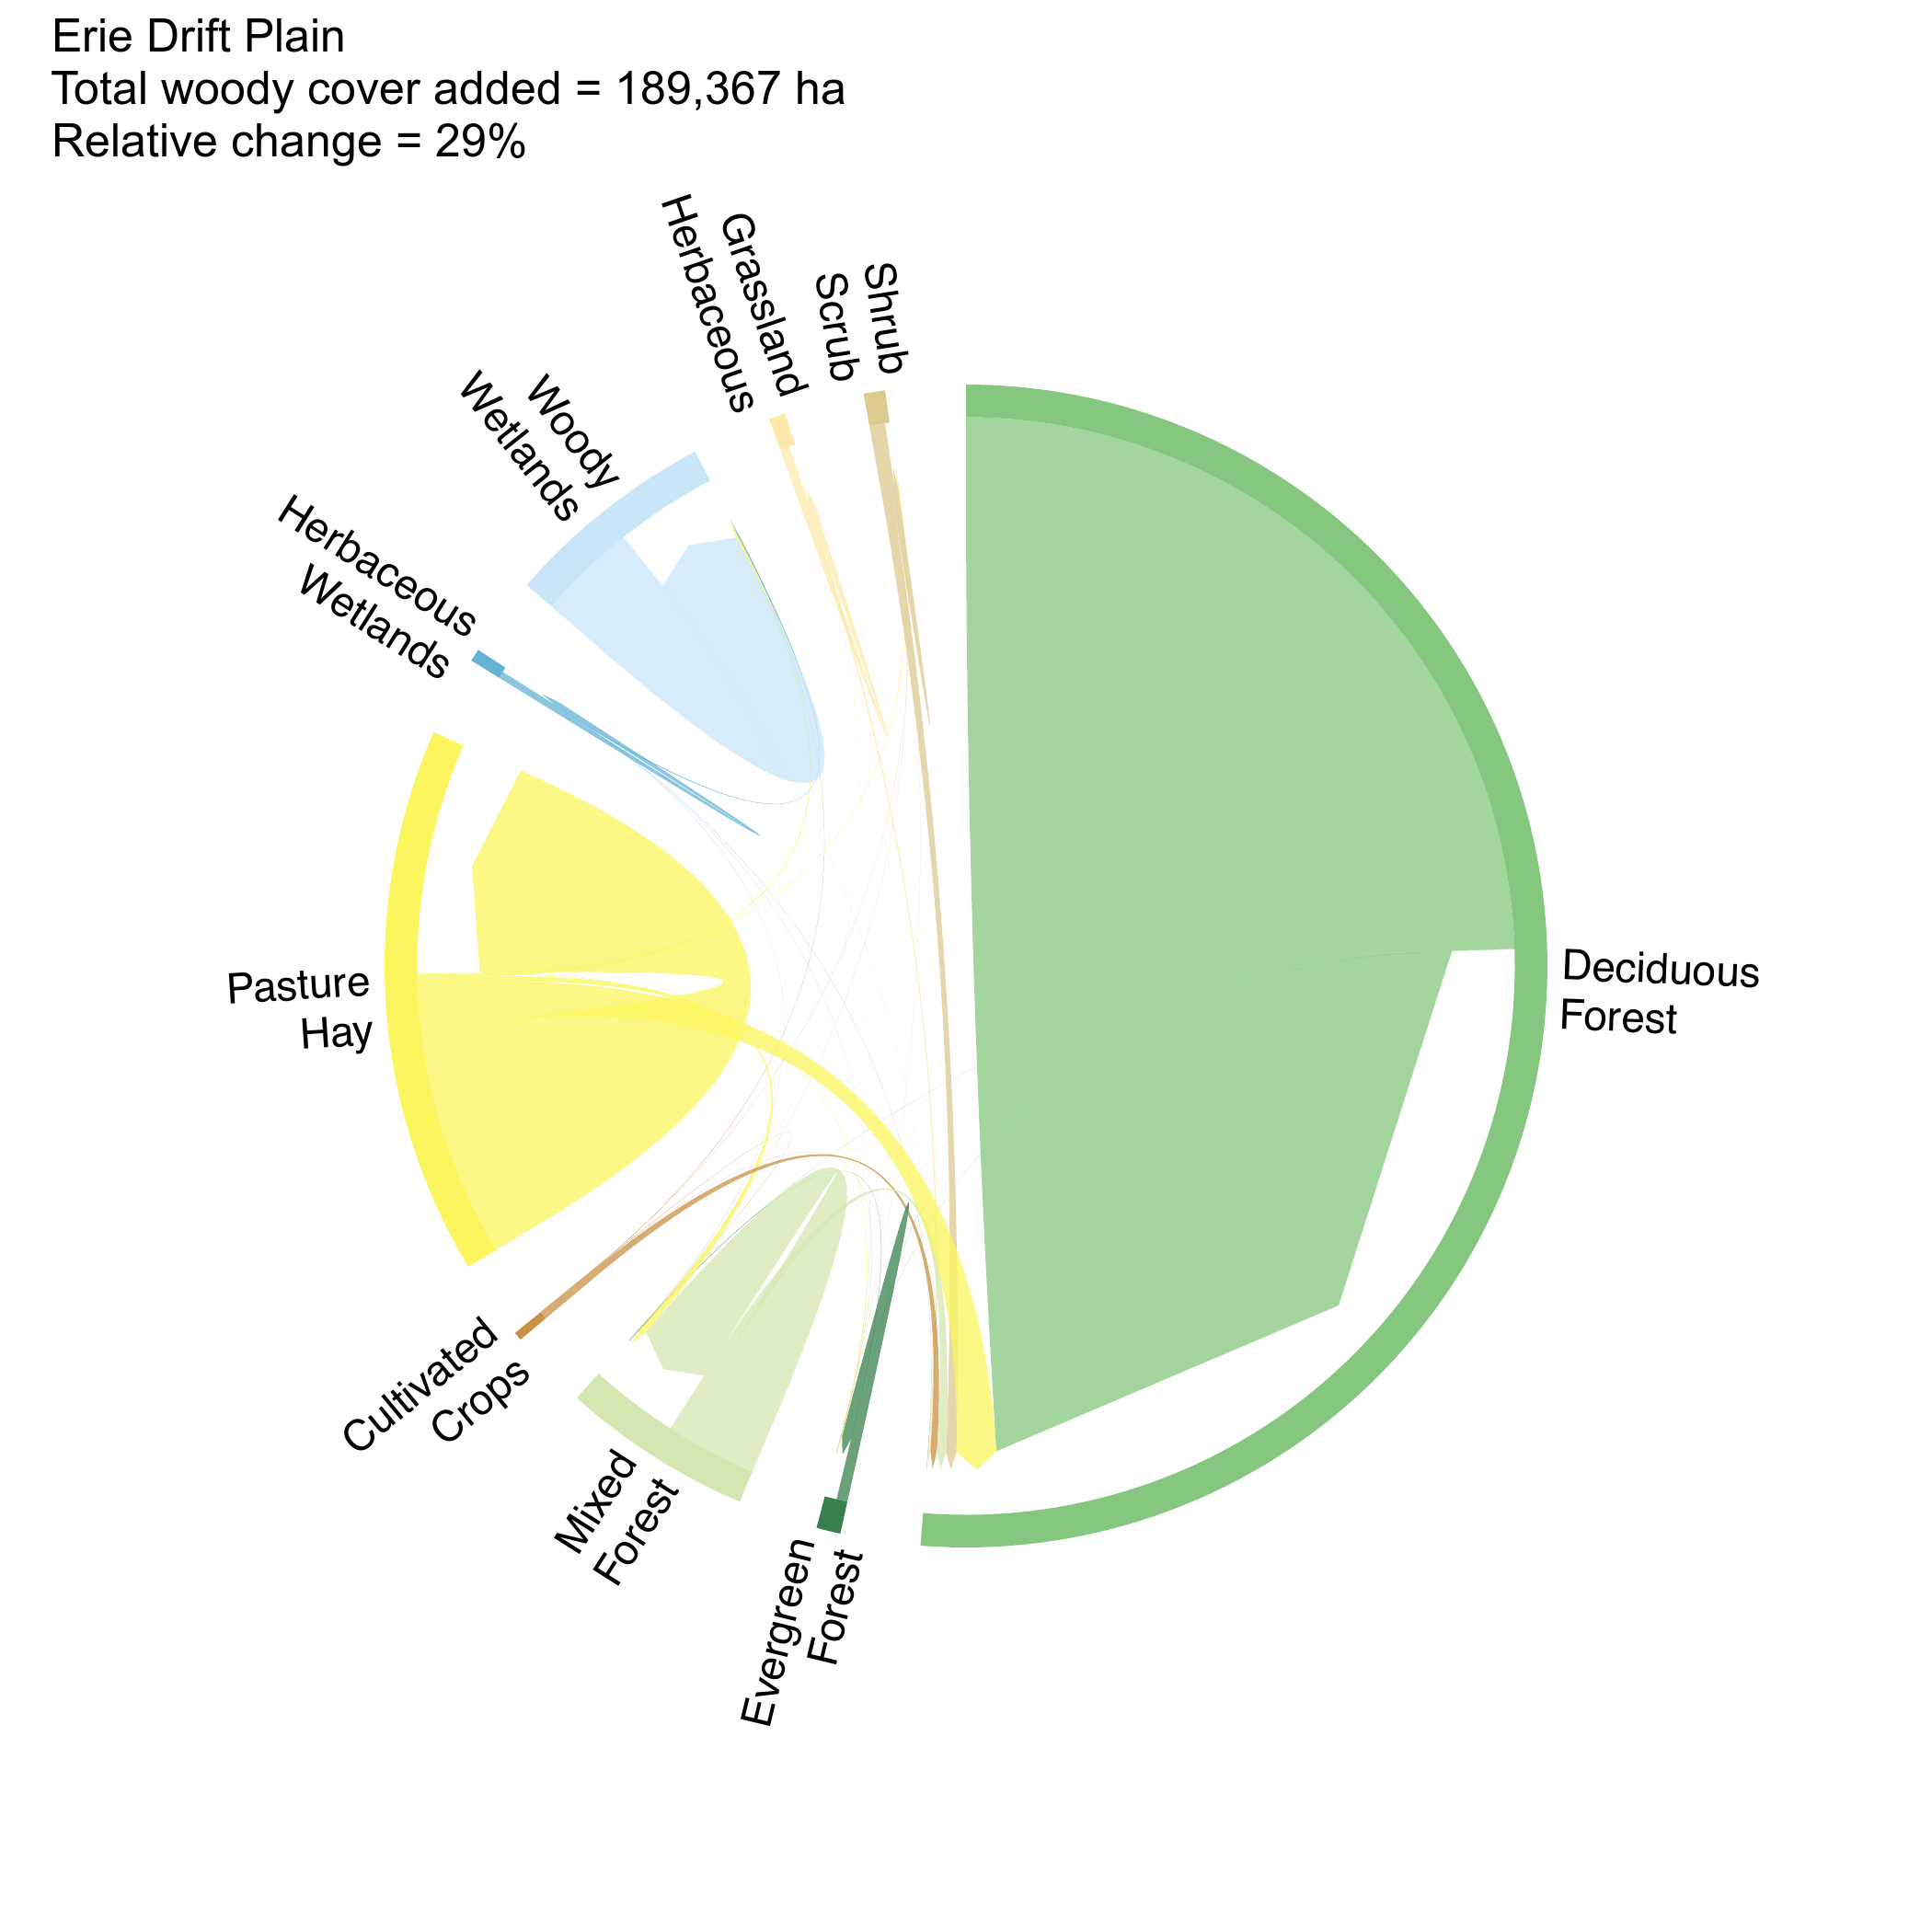 Erie Drift Plain
Total woody cover added = 189,367 ha
Relative change = 29%
Shrub
Scrub
Grassland
Herbaceous
Woody
Wetlands
Herbaceous
Wetlands
Pasture
Hay
Cultivated
Crops
Mixed
Forest
Evergreen
Forest
Deciduous
Forest